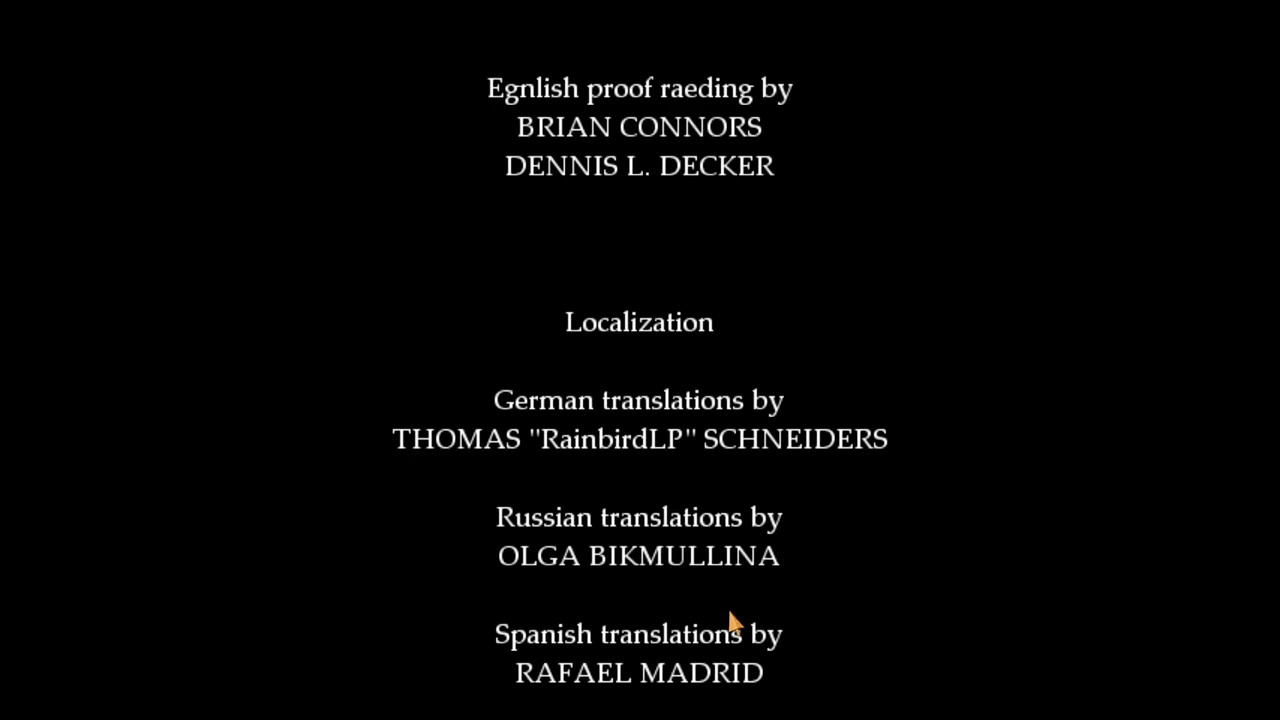 Egnlish proof raeding by
BRIAN CONNORS
DENNIS L. DECKER
Localization
German translations by
THOMAS "RainbirdLP" SCHNEIDERS
Russian translations by
OLGA BIKMULLINA
Spanish translations by
RAFAEL MADRID